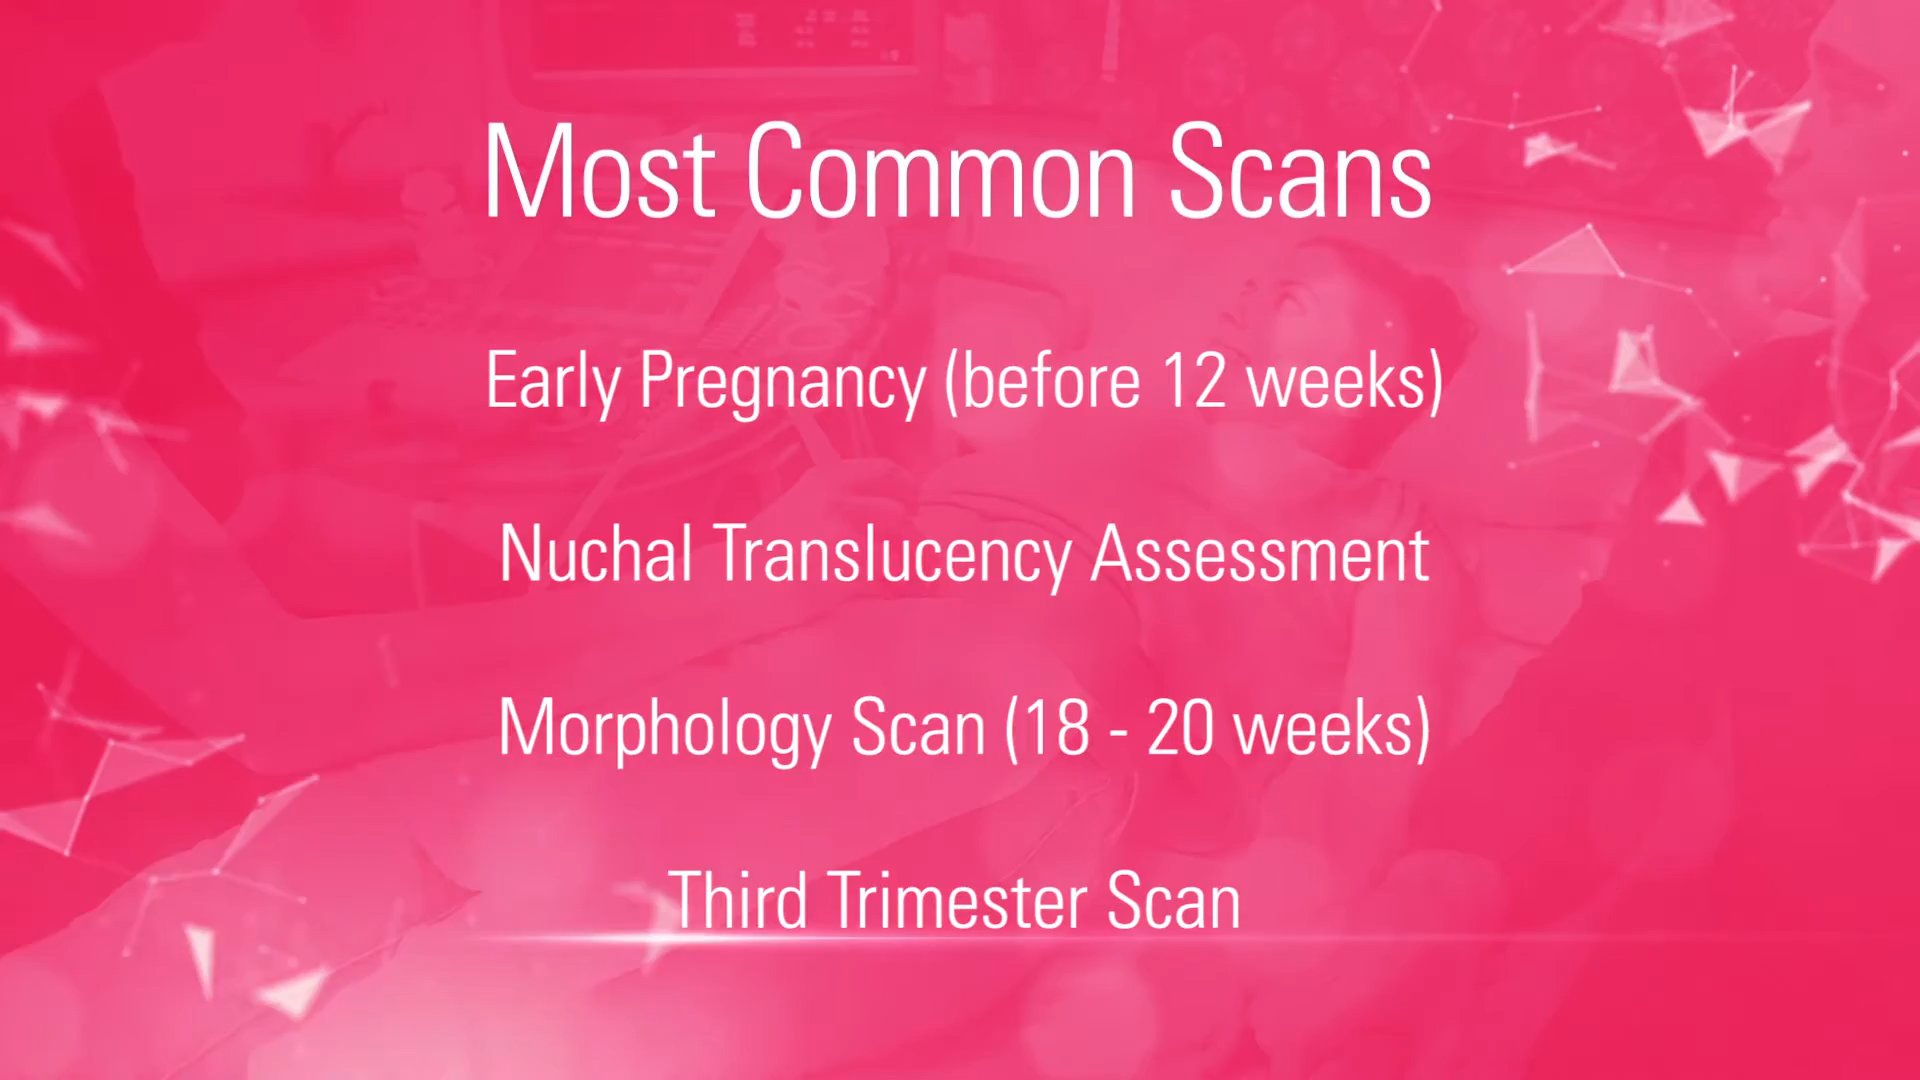 Most Common Scans
Early Pregnancy (before 12 weeks)
Nuchal Translucency Assessment
Morphology Scan (18 - 20 weeks)
Third Trimester Scan